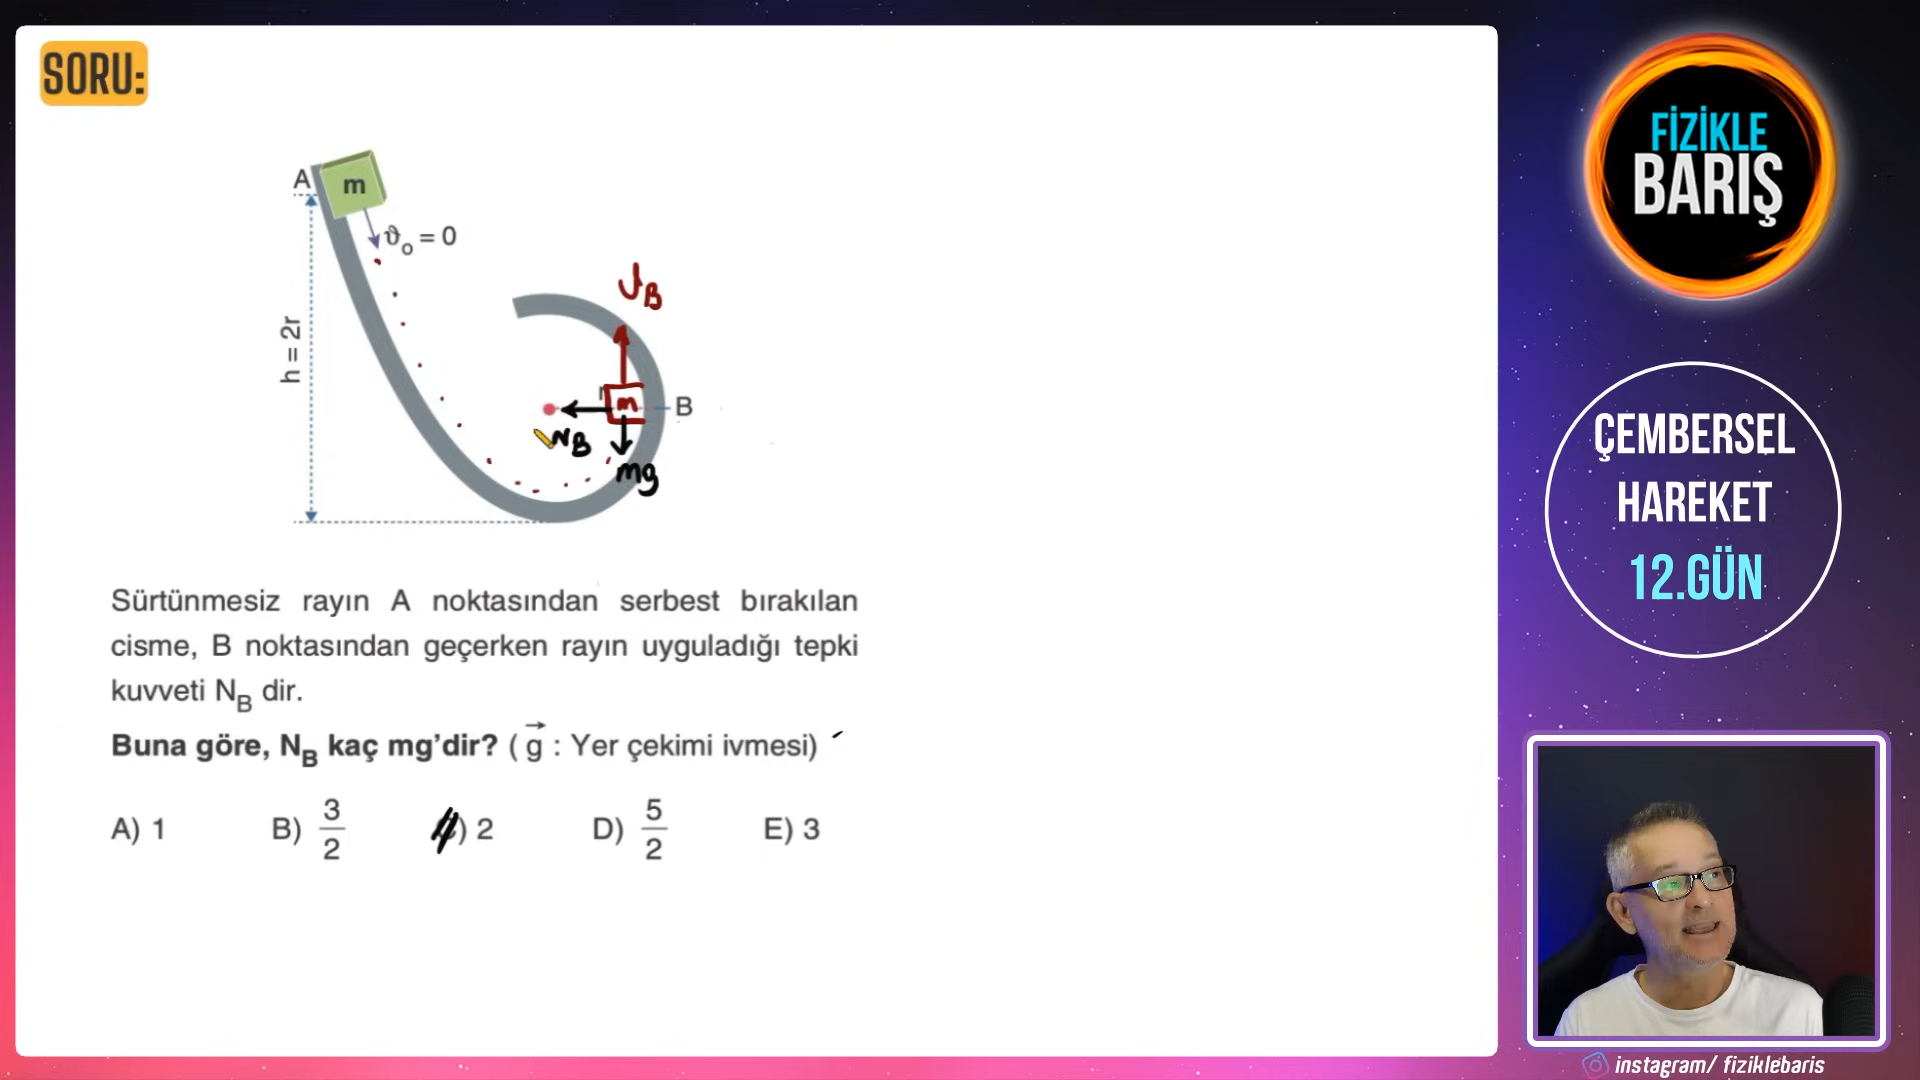 SORU:
A
m
ϑo = 0
h = 2r
ϑB
m
B
NB
mg
Sürtünmesiz rayın A noktasından serbest bırakılan
cisme, B noktasından geçerken rayın uyguladığı tepki
kuvveti NB dir.
Buna göre, NB kaç mg'dir? ( g⃗ : Yer çekimi ivmesi)
A) 1 B) 3/2 C) 2 D) 5/2 E) 3
FİZİKLE
BARIŞ
ÇEMBERSEL
HAREKET
12.GÜN
instagram/ fiziklebaris